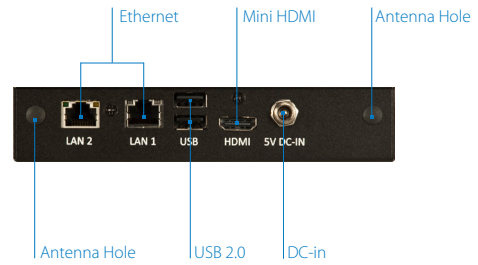 Ethernet
Mini HDMI
Antenna Hole
LAN 2
LAN 1
USB
HDMI
5V DC-IN
Antenna Hole
USB 2.0
DC-in